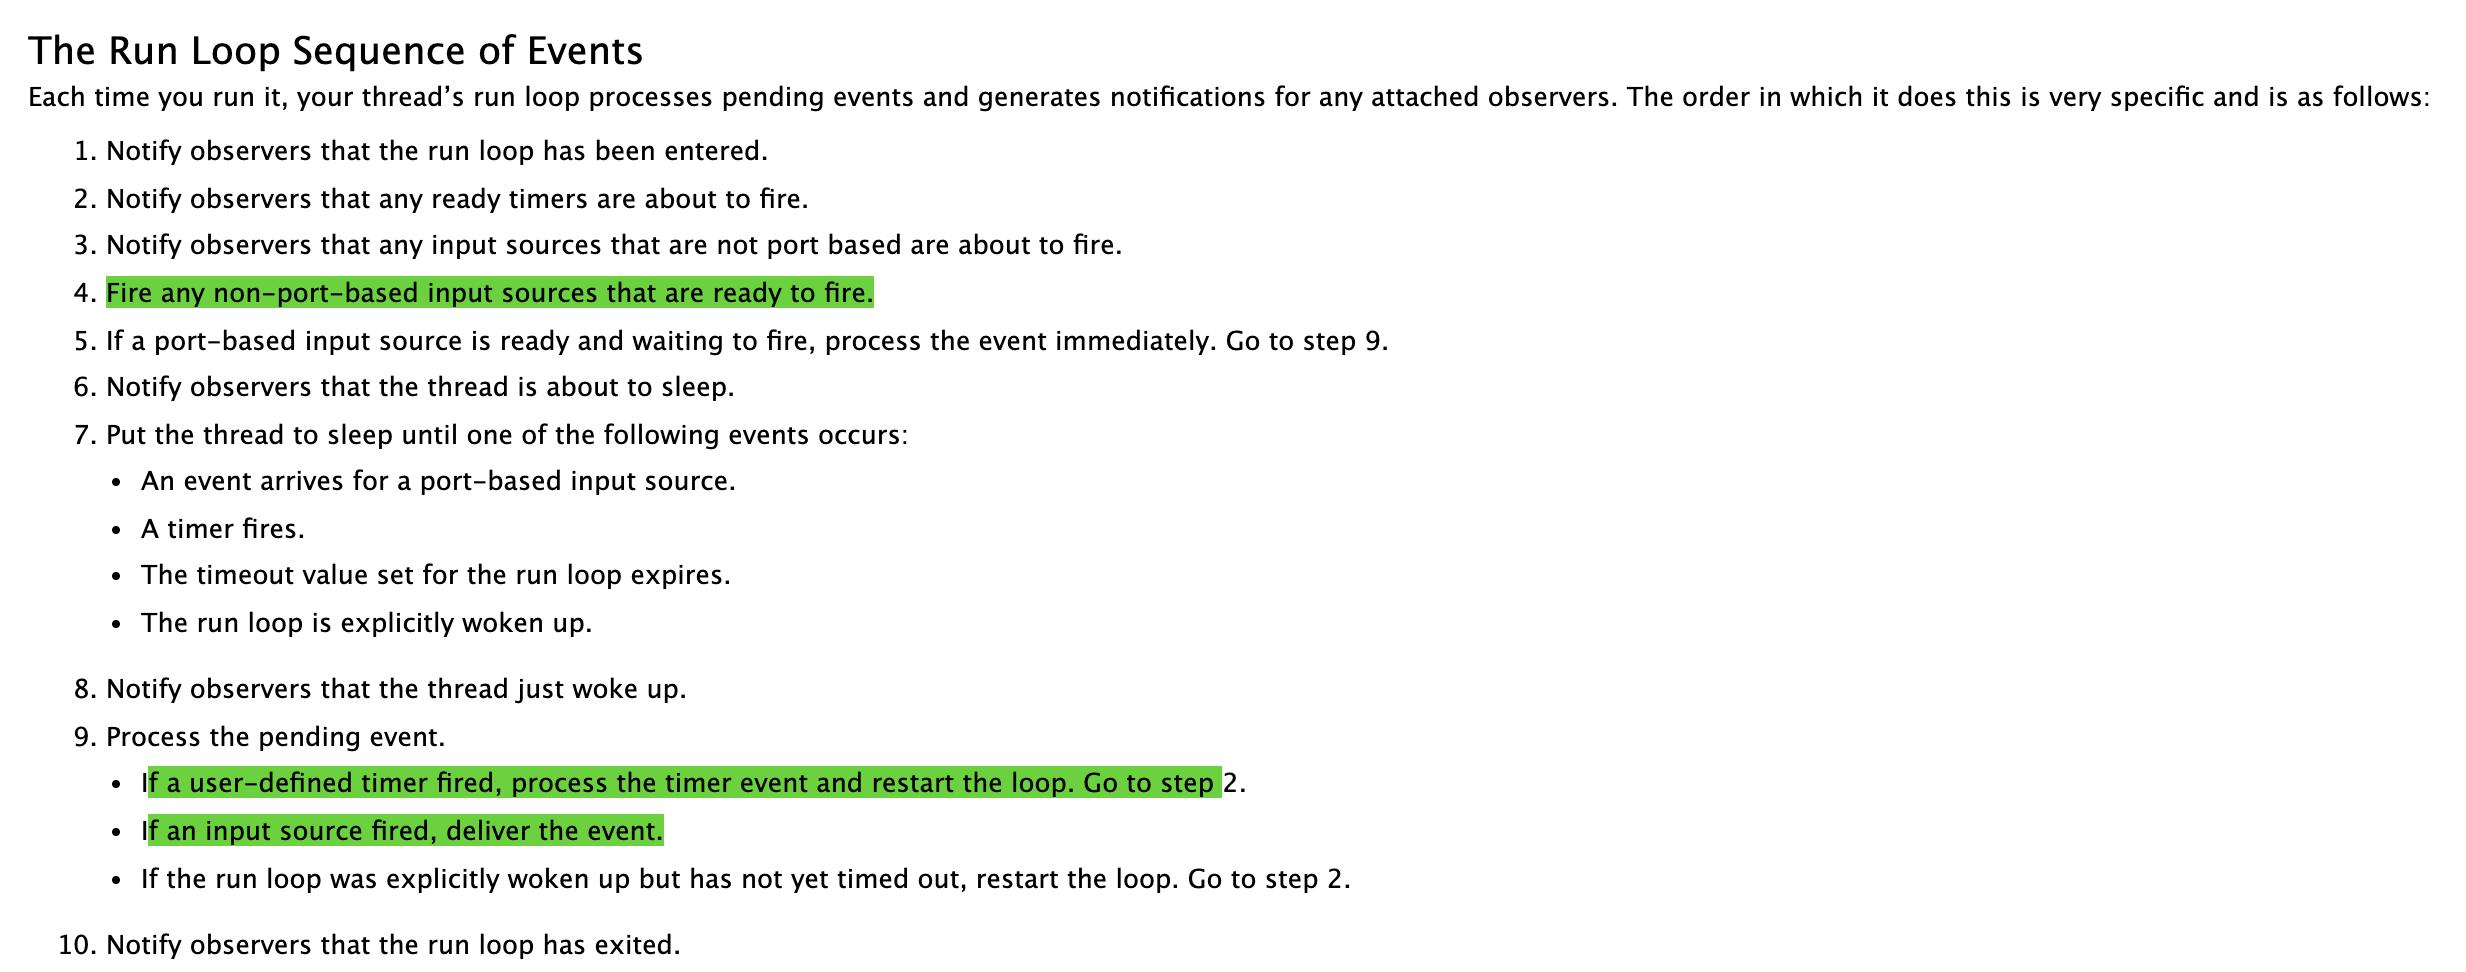 The Run Loop Sequence of Events
Each time you run it, your thread’s run loop processes pending events and generates notifications for any attached observers. The order in which it does this is very specific and is as follows:
1. Notify observers that the run loop has been entered.
2. Notify observers that any ready timers are about to fire.
3. Notify observers that any input sources that are not port based are about to fire.
4. Fire any non-port-based input sources that are ready to fire.
5. If a port-based input source is ready and waiting to fire, process the event immediately. Go to step 9.
6. Notify observers that the thread is about to sleep.
7. Put the thread to sleep until one of the following events occurs:
• An event arrives for a port-based input source.
• A timer fires.
• The timeout value set for the run loop expires.
• The run loop is explicitly woken up.
8. Notify observers that the thread just woke up.
9. Process the pending event.
• If a user-defined timer fired, process the timer event and restart the loop. Go to step 2.
• If an input source fired, deliver the event.
• If the run loop was explicitly woken up but has not yet timed out, restart the loop. Go to step 2.
10. Notify observers that the run loop has exited.